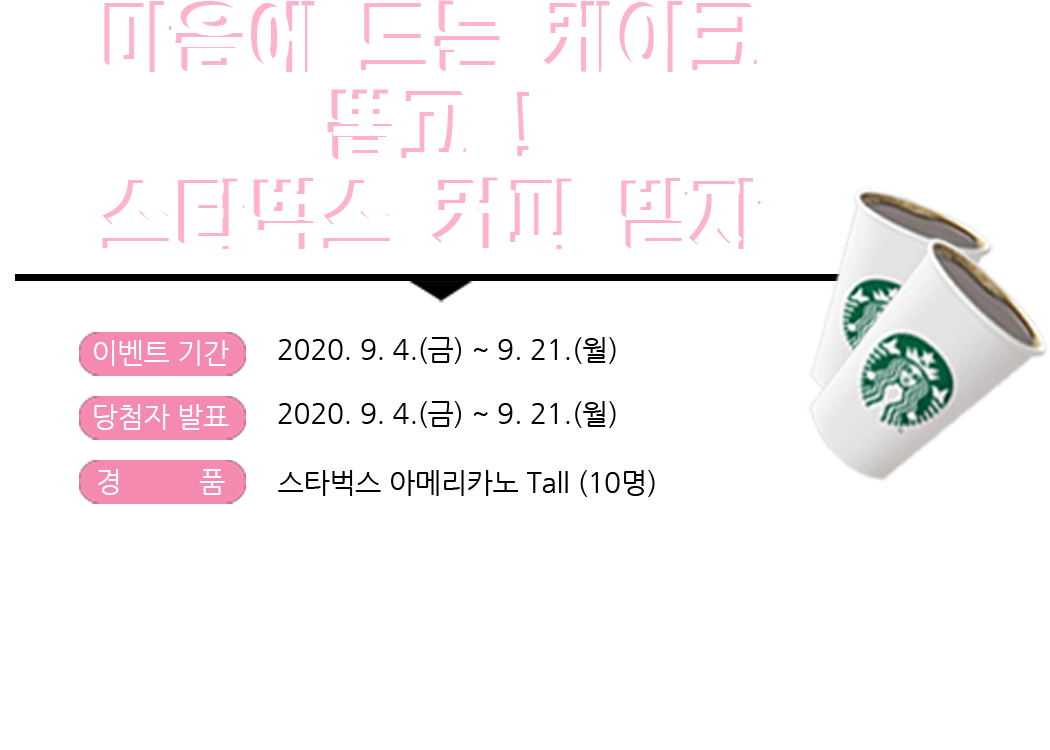 마음에 드는 케이크
뽑고 !
스타벅스 커피 받자
이벤트 기간 2020. 9. 4.(금) ~ 9. 21.(월)
당첨자 발표 2020. 9. 4.(금) ~ 9. 21.(월)
경 품 스타벅스 아메리카노 Tall (10명)